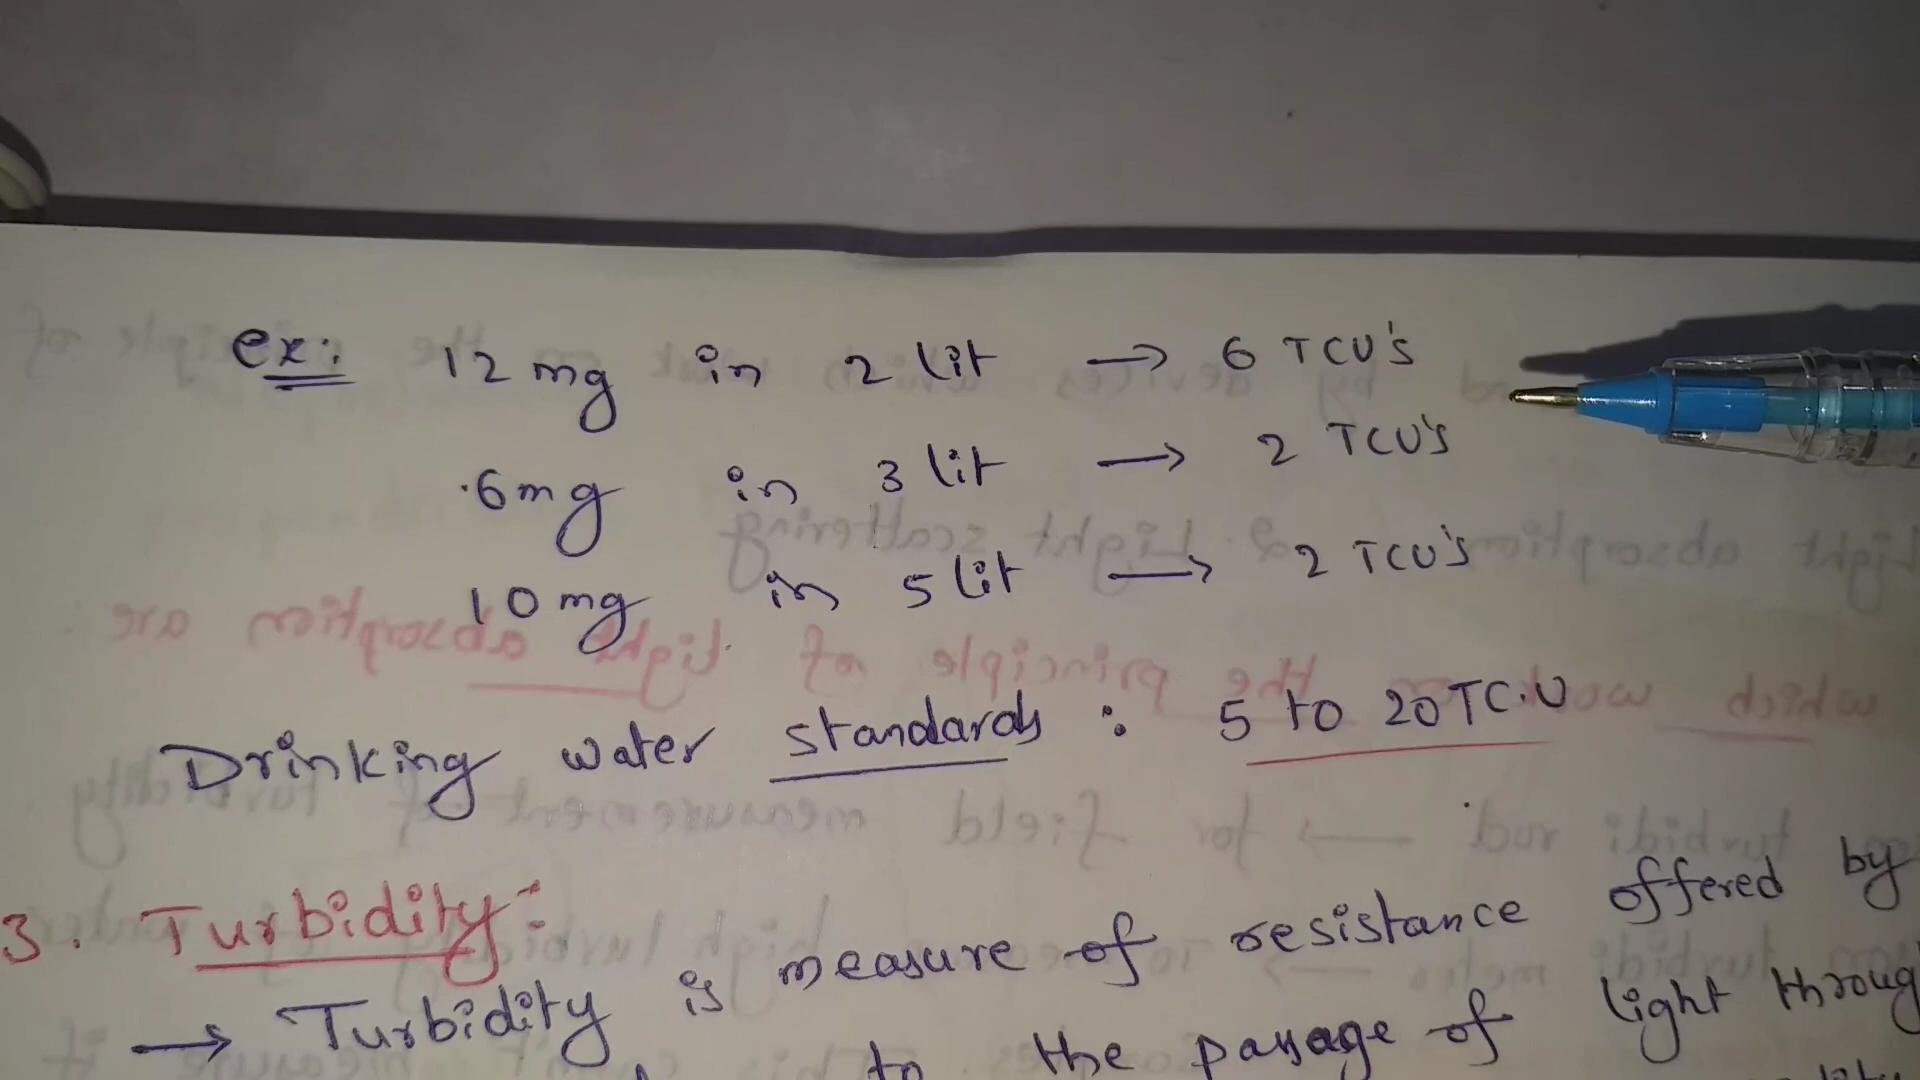 ex: 12 mg in 2 lit → 6 TCU's
6mg in 3 lit → 2 TCU's
10 mg in 5 lit → 2 TCU's
Drinking water standards : 5 to 20 TC.U
3. Turbidity:
→ Turbidity is measure of resistance offered by
to the passage of light throug